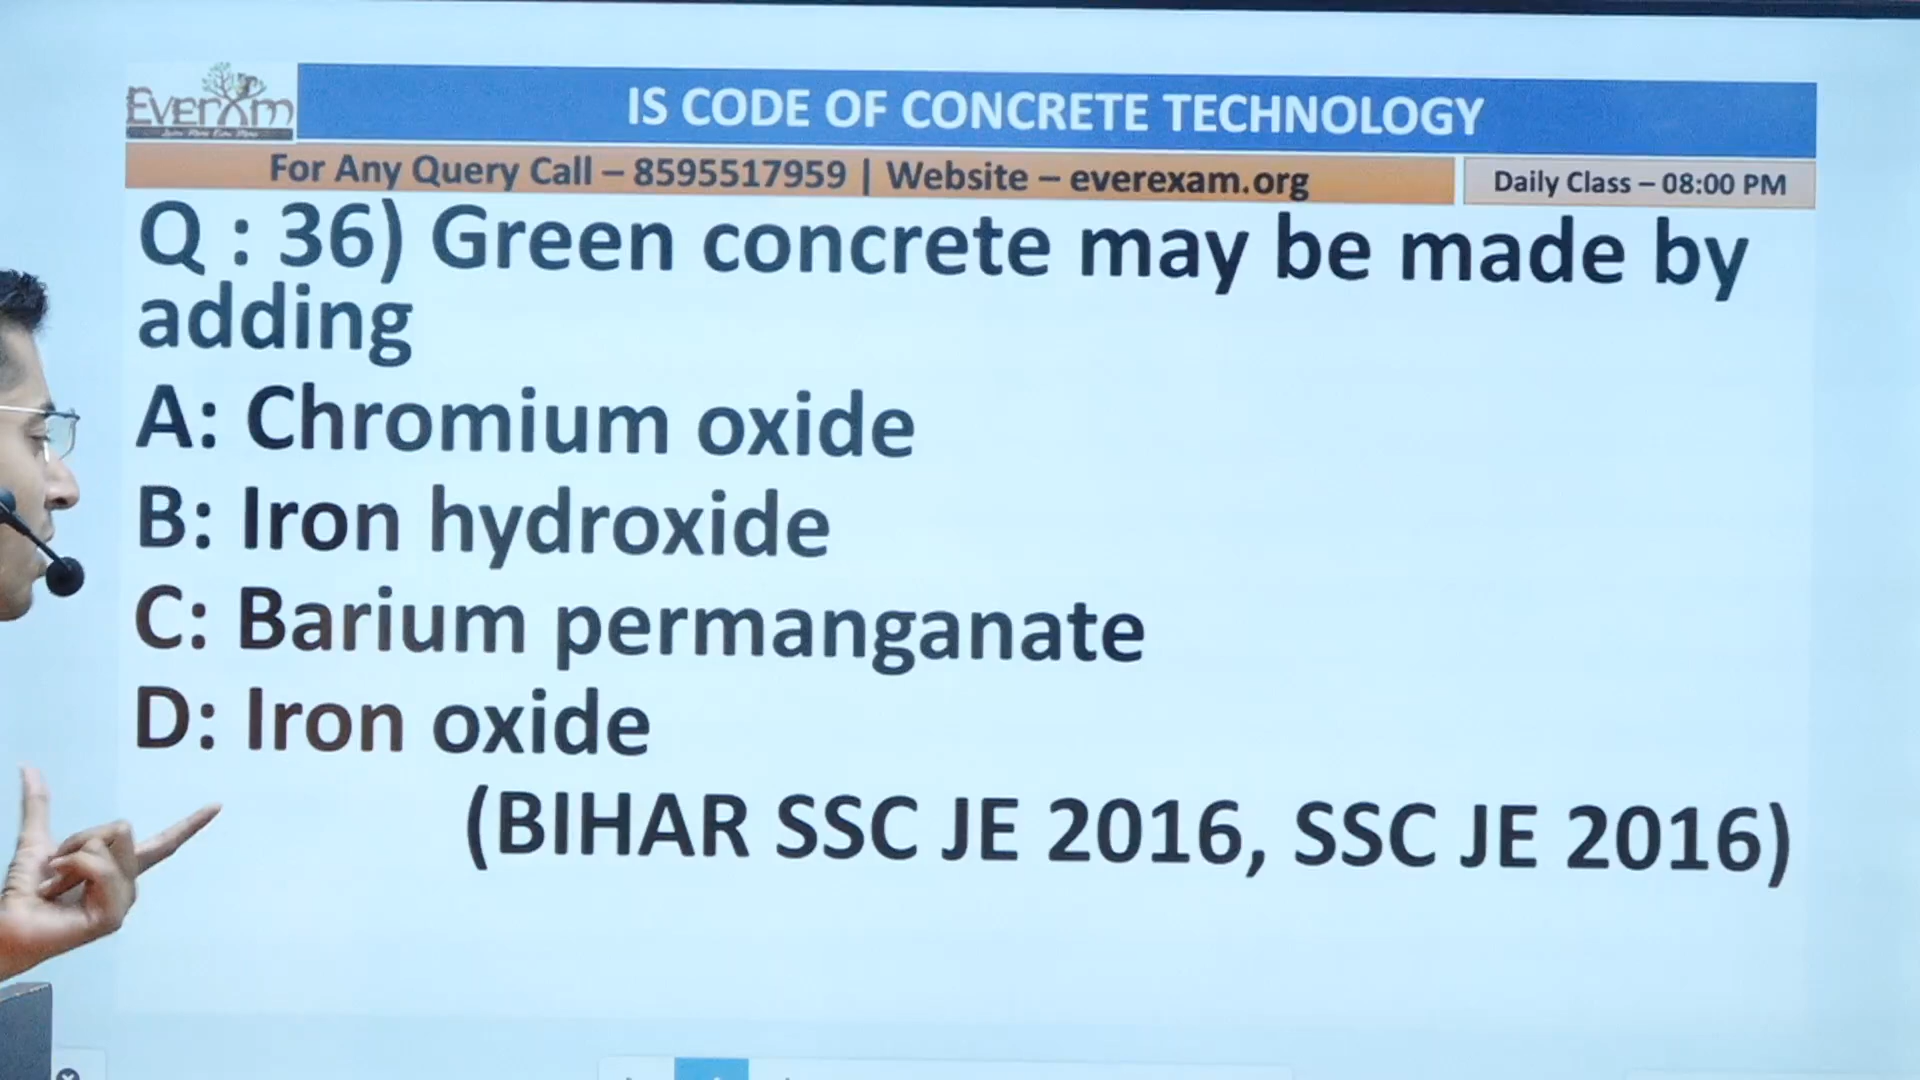 EverExam
IS CODE OF CONCRETE TECHNOLOGY
For Any Query Call – 8595517959 | Website – everexam.org
Daily Class – 08:00 PM
Q : 36) Green concrete may be made by
adding
A: Chromium oxide
B: Iron hydroxide
C: Barium permanganate
D: Iron oxide
(BIHAR SSC JE 2016, SSC JE 2016)